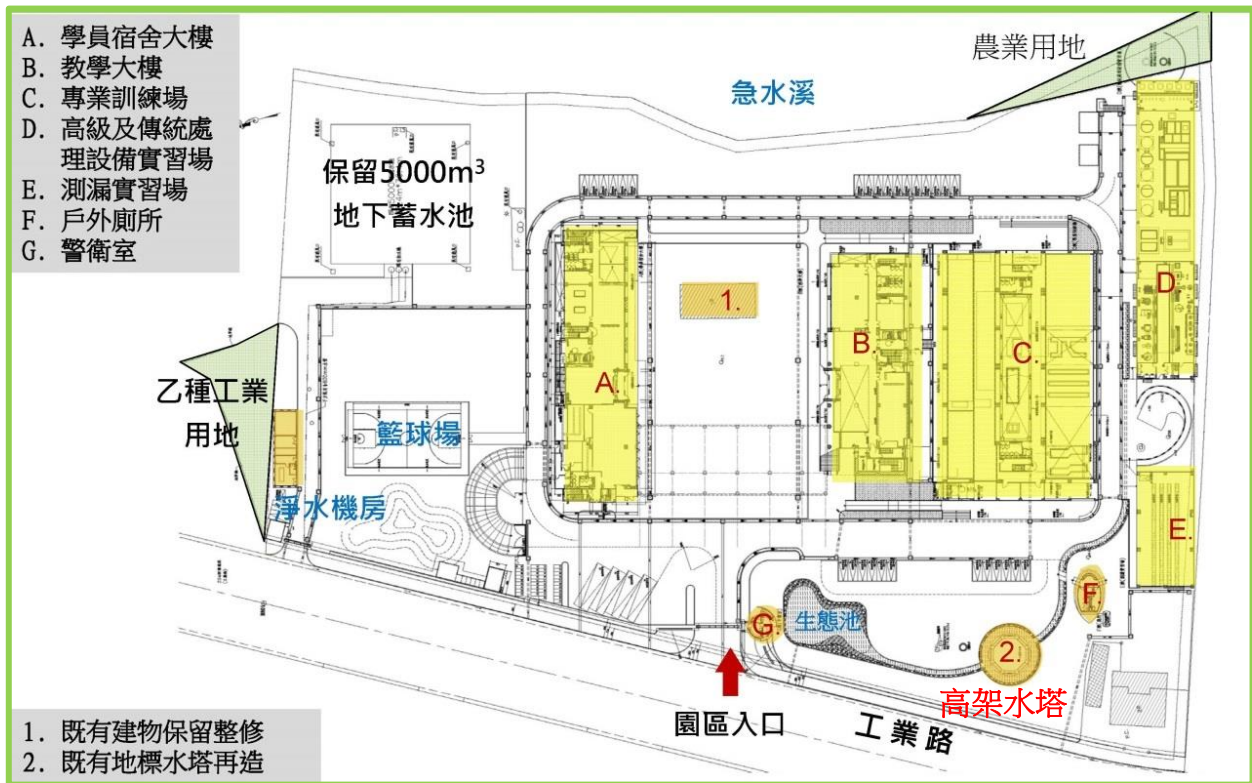 A. 學員宿舍大樓
B. 教學大樓
C. 專業訓練場
D. 高級及傳統處
理設備實習場
E. 測漏實習場
F. 戶外廁所
G. 警衛室
農業用地
急水溪
保留5000m³
地下蓄水池
1.
D.
B.
C.
A.
乙種工業
用地
籃球場
淨水機房
E.
F.
G.
生態池
2.
高架水塔
園區入口
工業路
1. 既有建物保留整修
2. 既有地標水塔再造